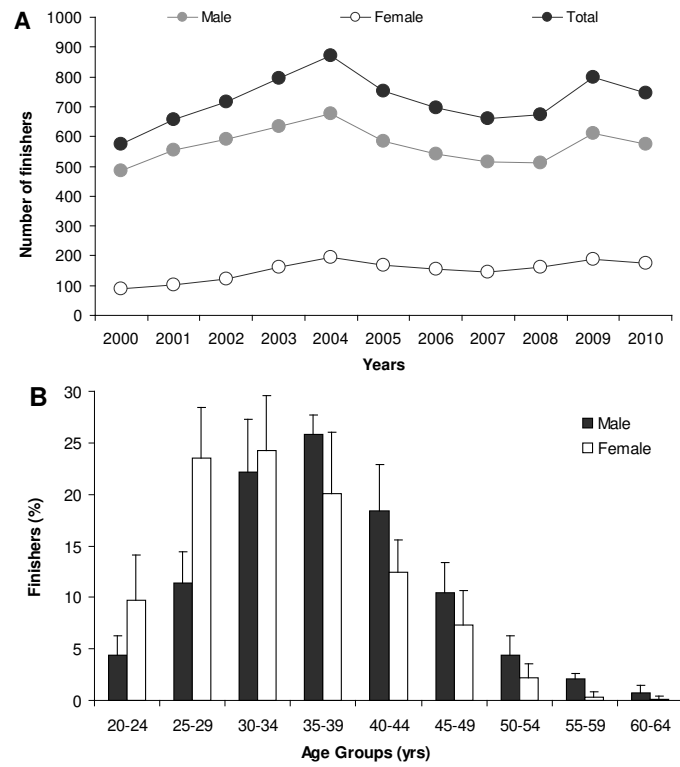 A
Male Female Total
Number of finishers
1000
900
800
700
600
500
400
300
200
100
0
2000 2001 2002 2003 2004 2005 2006 2007 2008 2009 2010
Years
B
Male
Female
Finishers (%)
30
25
20
15
10
5
0
20-24 25-29 30-34 35-39 40-44 45-49 50-54 55-59 60-64
Age Groups (yrs)